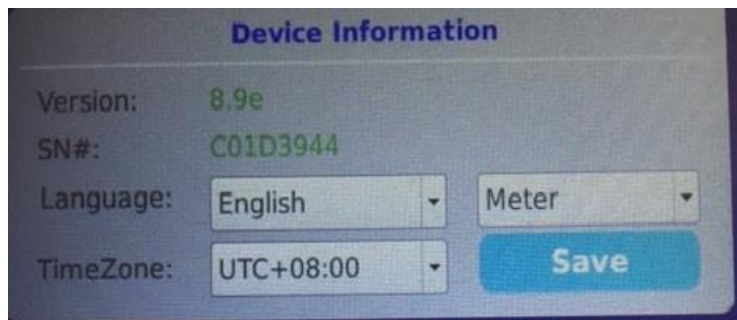 Device Information
Version: 8.9e
SN#: C01D3944
Language: English Meter
TimeZone: UTC+08:00 Save